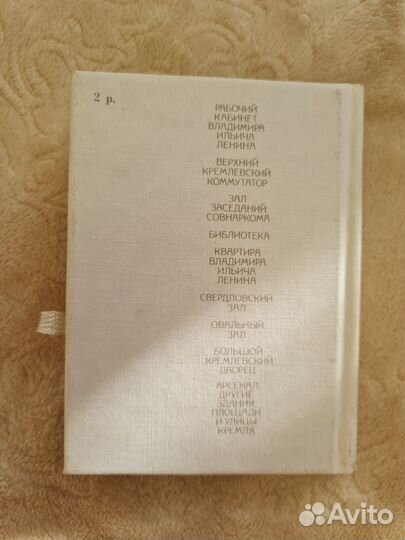 2 р.
РАБОЧИЙ
КАБИНЕТ
ВЛАДИМИРА
ИЛЬИЧА
ЛЕНИНА
ВЕРХНИЙ
КРЕМЛЕВСКИЙ
КОММУТАТОР
ЗАЛ
ЗАСЕДАНИЙ
СОВНАРКОМА
БИБЛИОТЕКА
КВАРТИРА
ВЛАДИМИРА
ИЛЬИЧА
ЛЕНИНА
СВЕРДЛОВСКИЙ
ЗАЛ
ОВАЛЬНЫЙ
ЗАЛ
БОЛЬШОЙ
КРЕМЛЕВСКИЙ
ДВОРЕЦ
АРСЕНАЛ
ДРУГИЕ
ЗДАНИЯ
ПЛОЩАДИ
И УЛИЦЫ
КРЕМЛЯ
Avito